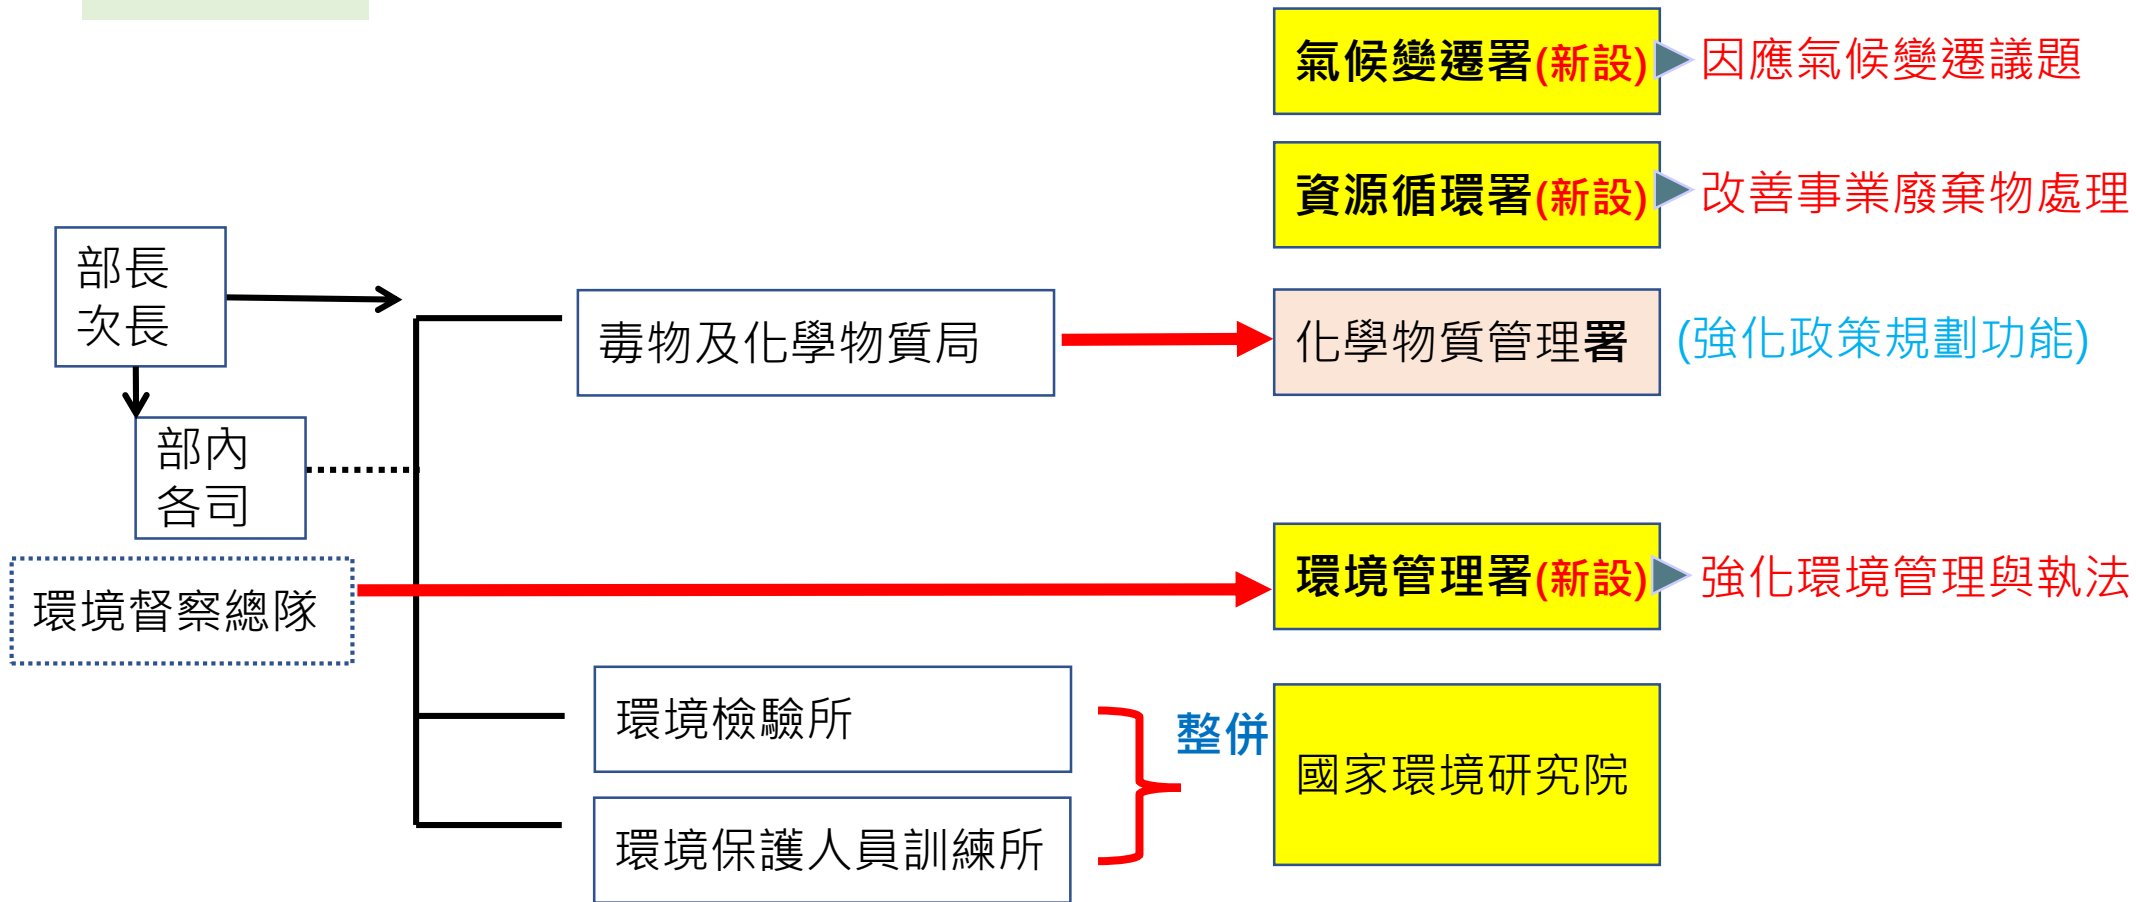 氣候變遷署(新設)
因應氣候變遷議題
資源循環署(新設)
改善事業廢棄物處理
部長
次長
毒物及化學物質局
化學物質管理署
(強化政策規劃功能)
部內
各司
環境督察總隊
環境管理署(新設)
強化環境管理與執法
環境檢驗所
整併
國家環境研究院
環境保護人員訓練所